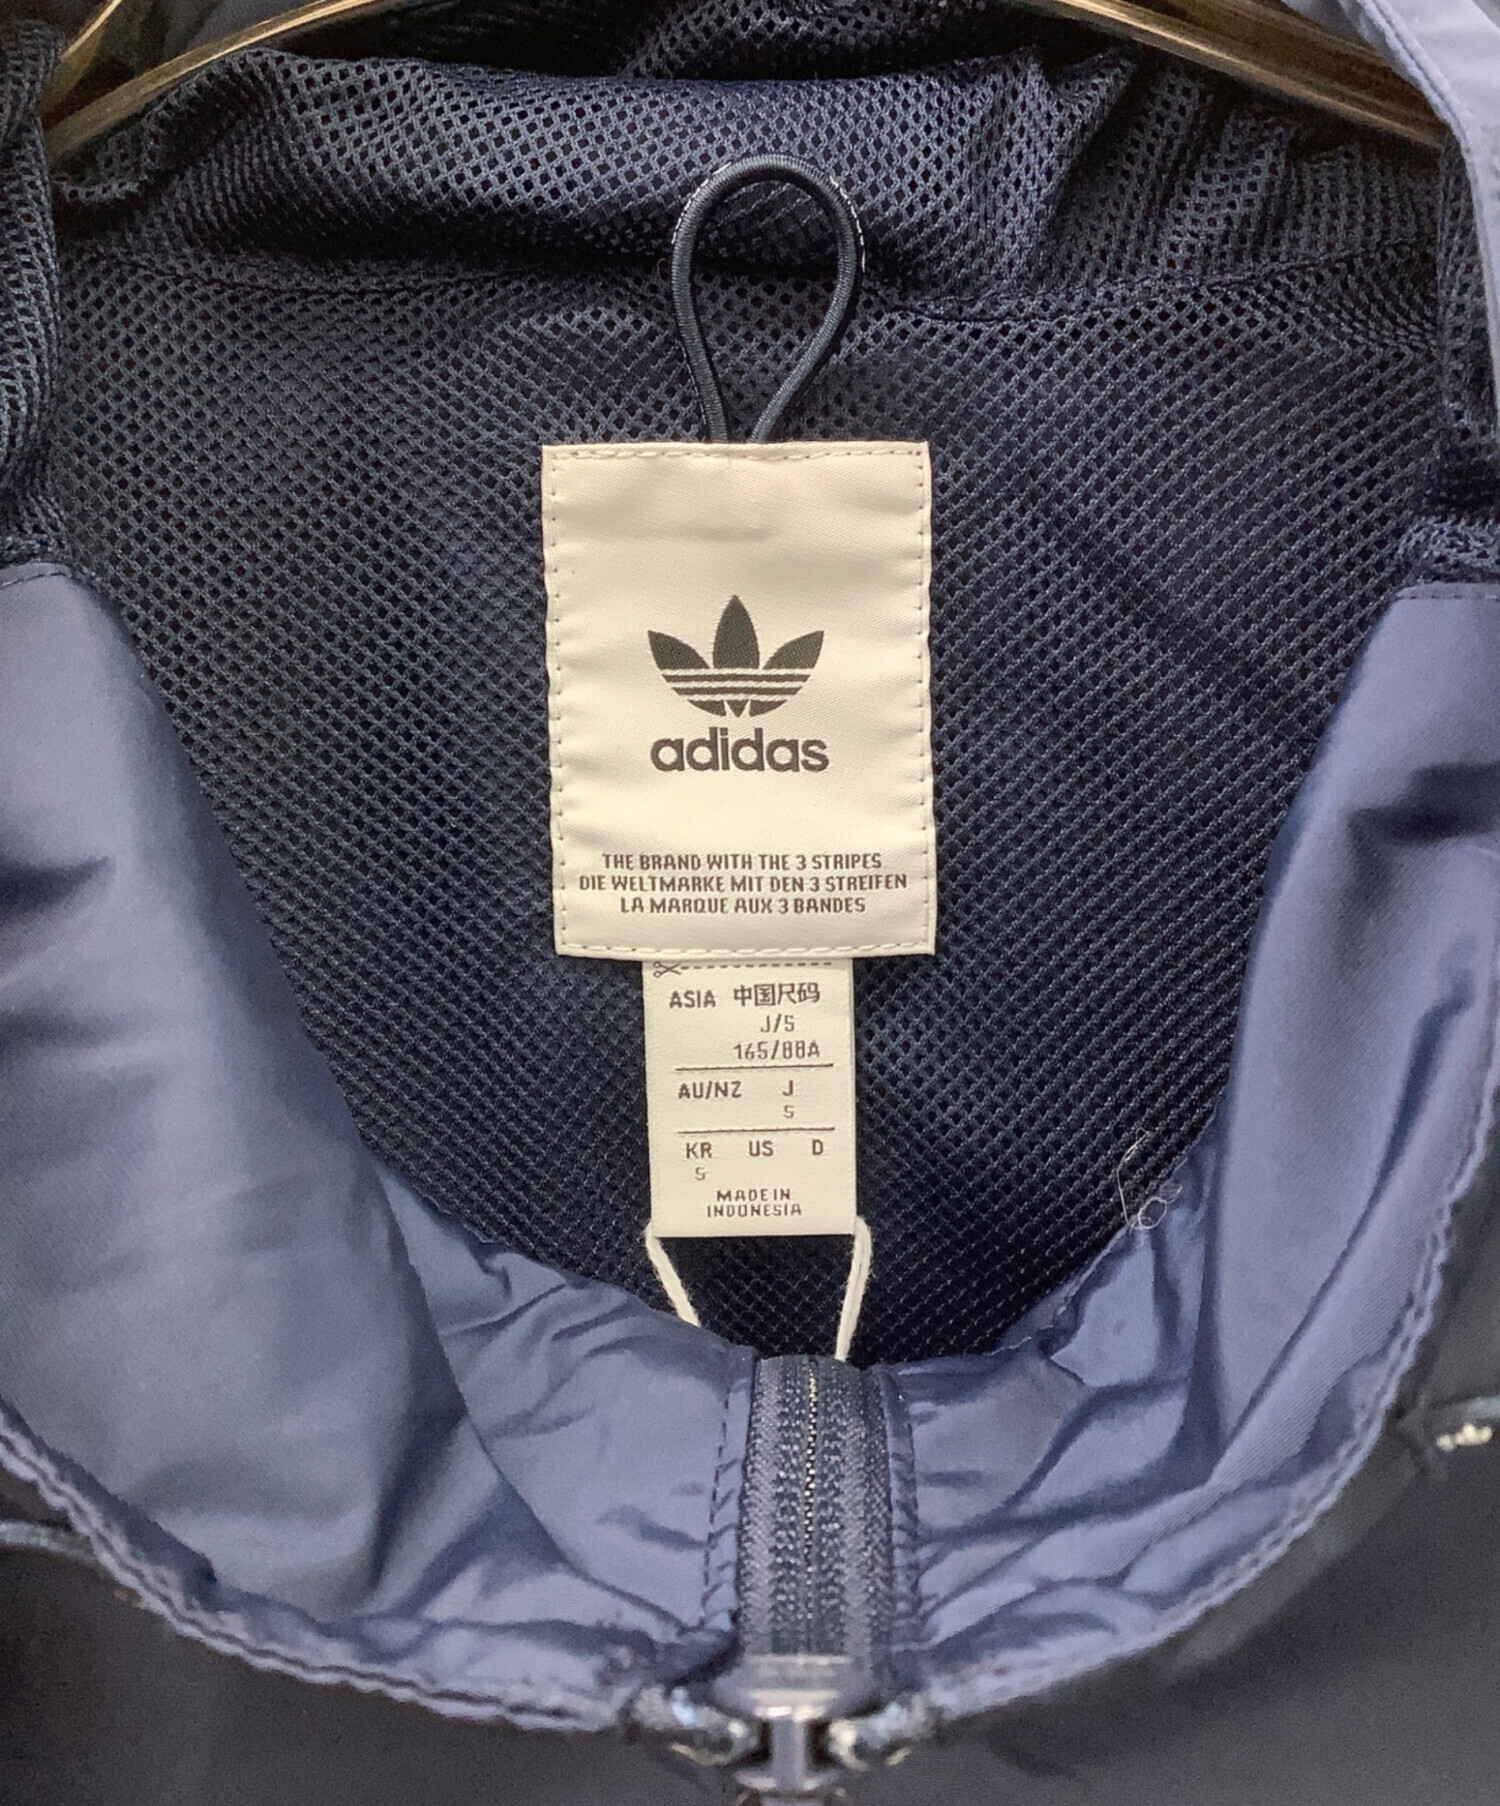 adidas
THE BRAND WITH THE 3 STRIPES
DIE WELTMARKE MIT DEN 3 STREIFEN
LA MARQUE AUX 3 BANDES
ASIA 中国尺码
J/S
165/88A
AU/NZ J
S
KR US D
S
MADE IN
INDONESIA